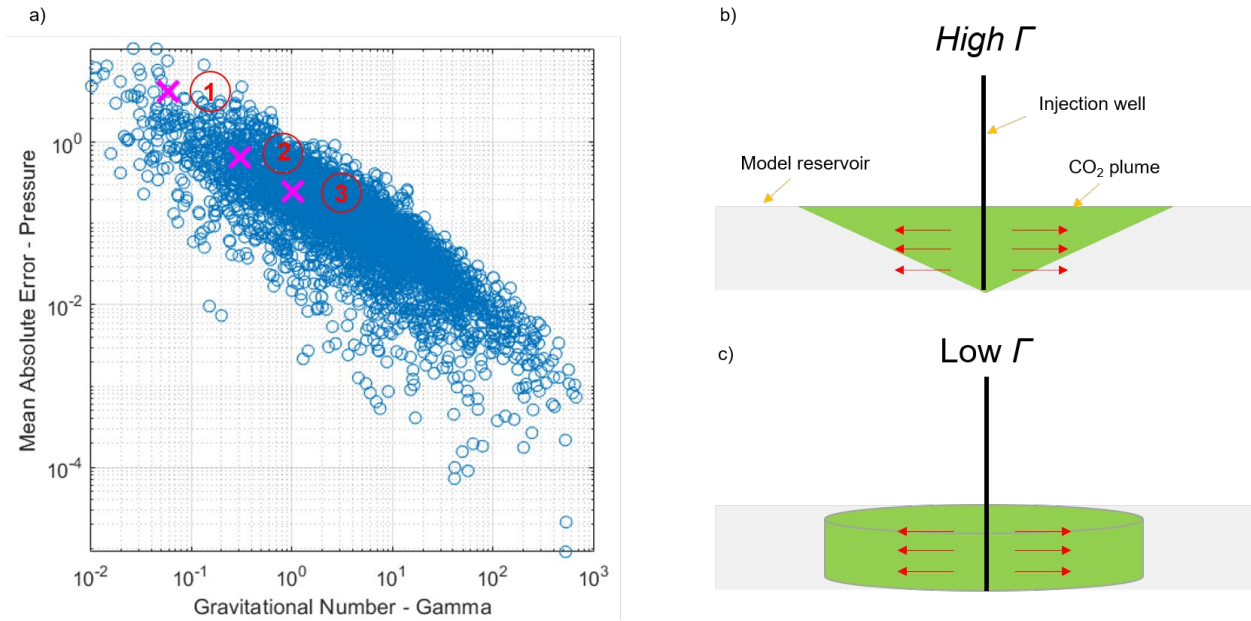 a)
10^0
10^-2
10^-4
10^-2
10^-1
10^0
10^1
10^2
10^3
Mean Absolute Error - Pressure
Gravitational Number - Gamma
1
2
3
b)
High Γ
Injection well
Model reservoir
CO₂ plume
c)
Low Γ